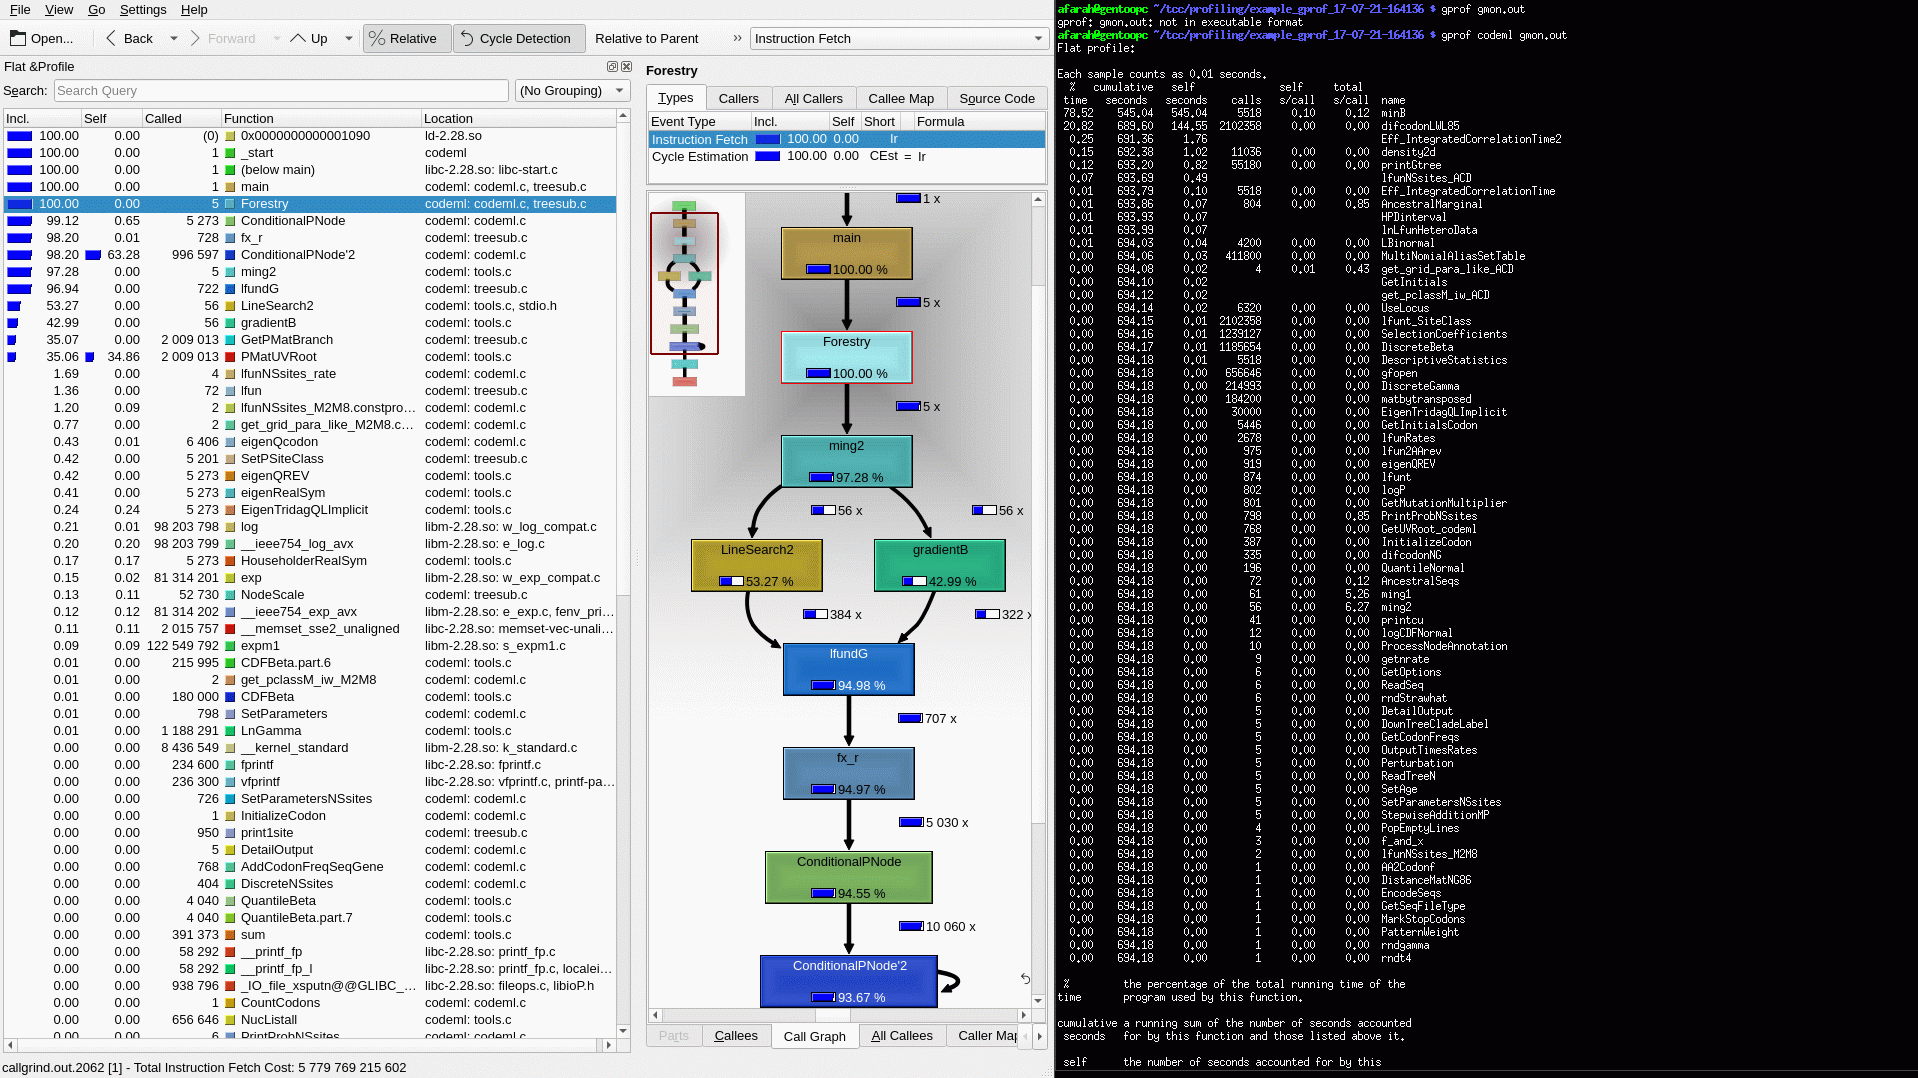 File View Go Settings Help
Open... Back Forward Up Relative Cycle Detection Relative to Parent » Instruction Fetch
Flat &Profile
Search: Search Query (No Grouping)
Incl. Self Called Function Location
100.00 0.00 (0) 0x0000000000001090 ld-2.28.so
100.00 0.00 1 _start codeml
100.00 0.00 1 (below main) libc-2.28.so: libc-start.c
100.00 0.00 1 main codeml: codeml.c, treesub.c
100.00 0.00 5 Forestry codeml: codeml.c, treesub.c
99.12 0.65 5 273 ConditionalPNode codeml: codeml.c
98.20 0.01 728 fx_r codeml: treesub.c
98.20 63.28 996 597 ConditionalPNode'2 codeml: codeml.c
97.28 0.00 5 ming2 codeml: tools.c
96.94 0.00 722 lfundG codeml: treesub.c
53.27 0.00 56 LineSearch2 codeml: tools.c, stdio.h
42.99 0.00 56 gradientB codeml: tools.c
35.07 0.00 2 009 013 GetPMatBranch codeml: treesub.c
35.06 34.86 2 009 013 PMatUVRoot codeml: tools.c
1.69 0.00 4 lfunNSsites_rate codeml: codeml.c
1.36 0.00 72 lfun codeml: treesub.c
1.20 0.09 2 lfunNSsites_M2M8.constpro... codeml: codeml.c
0.77 0.00 2 get_grid_para_like_M2M8.c... codeml: codeml.c
0.43 0.01 6 406 eigenQcodon codeml: codeml.c
0.42 0.00 5 201 SetPSiteClass codeml: treesub.c
0.42 0.00 5 273 eigenQREV codeml: tools.c
0.41 0.00 5 273 eigenRealSym codeml: tools.c
0.24 0.24 5 273 EigenTridagQLImplicit codeml: tools.c
0.21 0.01 98 203 798 log libm-2.28.so: w_log_compat.c
0.20 0.20 98 203 799 __ieee754_log_avx libm-2.28.so: e_log.c
0.17 0.17 5 273 HouseholderRealSym codeml: tools.c
0.15 0.02 81 314 201 exp libm-2.28.so: w_exp_compat.c
0.13 0.11 52 730 NodeScale codeml: treesub.c
0.12 0.12 81 314 202 __ieee754_exp_avx libm-2.28.so: e_exp.c, fenv_pri...
0.11 0.11 2 015 757 __memset_sse2_unaligned libc-2.28.so: memset-vec-unali...
0.09 0.09 122 549 792 expm1 libm-2.28.so: s_expm1.c
0.01 0.00 215 995 CDFBeta.part.6 codeml: tools.c
0.01 0.00 2 get_pclassM_iw_M2M8 codeml: codeml.c
0.01 0.00 180 000 CDFBeta codeml: tools.c
0.01 0.00 798 SetParameters codeml: codeml.c
0.01 0.00 1 188 291 LnGamma codeml: tools.c
0.00 0.00 8 436 549 __kernel_standard libm-2.28.so: k_standard.c
0.00 0.00 234 600 fprintf libc-2.28.so: fprintf.c
0.00 0.00 236 300 vfprintf libc-2.28.so: vfprintf.c, printf-pa...
0.00 0.00 726 SetParametersNSsites codeml: codeml.c
0.00 0.00 1 InitializeCodon codeml: codeml.c
0.00 0.00 950 print1site codeml: treesub.c
0.00 0.00 5 DetailOutput codeml: codeml.c
0.00 0.00 768 AddCodonFreqSeqGene codeml: codeml.c
0.00 0.00 404 DiscreteNSsites codeml: codeml.c
0.00 0.00 4 040 QuantileBeta codeml: tools.c
0.00 0.00 4 040 QuantileBeta.part.7 codeml: tools.c
0.00 0.00 391 373 sum codeml: tools.c
0.00 0.00 58 292 __printf_fp libc-2.28.so: printf_fp.c
0.00 0.00 58 292 __printf_fp_l libc-2.28.so: printf_fp.c, localei...
0.00 0.00 938 796 _IO_file_xsputn@@GLIBC_... libc-2.28.so: fileops.c, libioP.h
0.00 0.00 1 CountCodons codeml: codeml.c
0.00 0.00 656 646 NucListall codeml: tools.c
0.00 0.00 6 PrintProbNSsites codeml: codeml.c
callgrind.out.2062 [1] - Total Instruction Fetch Cost: 5 779 769 215 602
Forestry
Types Callers All Callers Callee Map Source Code
Event Type Incl. Self Short Formula
Instruction Fetch 100.00 0.00 Ir
Cycle Estimation 100.00 0.00 CEst = Ir
1 x
main
100.00 %
5 x
Forestry
100.00 %
5 x
ming2
97.28 %
56 x 56 x
LineSearch2 gradientB
53.27 % 42.99 %
384 x 322 x
lfundG
94.98 %
707 x
fx_r
94.97 %
5 030 x
ConditionalPNode
94.55 %
10 060 x
ConditionalPNode'2
93.67 %
Parts Callees Call Graph All Callees Caller Map
afarah@gentoopc ~/tcc/profiling/example_gprof_17-07-21-164136 $ gprof gmon.out
gprof: gmon.out: not in executable format
afarah@gentoopc ~/tcc/profiling/example_gprof_17-07-21-164136 $ gprof codeml gmon.out
Flat profile:
Each sample counts as 0.01 seconds.
% cumulative self self total
time seconds seconds calls s/call s/call name
78.52 545.04 545.04 5518 0.10 0.12 minB
20.82 689.60 144.55 2102358 0.00 0.00 difcodonLWL85
0.25 691.36 1.76 Eff_IntegratedCorrelationTime2
0.15 692.38 1.02 11036 0.00 0.00 density2d
0.12 693.20 0.82 55180 0.00 0.00 printGtree
0.07 693.69 0.49 lfunNSsites_ACD
0.01 693.79 0.10 5518 0.00 0.00 Eff_IntegratedCorrelationTime
0.01 693.86 0.07 804 0.00 0.85 AncestralMarginal
0.01 693.93 0.07 HPDinterval
0.01 693.99 0.07 lnLfunHeteroData
0.01 694.03 0.04 4200 0.00 0.00 LBinormal
0.00 694.06 0.03 411800 0.00 0.00 MultiNomialAliasSetTable
0.00 694.08 0.02 4 0.01 0.43 get_grid_para_like_ACD
0.00 694.10 0.02 GetInitials
0.00 694.12 0.02 get_pclassM_iw_ACD
0.00 694.14 0.02 6320 0.00 0.00 UseLocus
0.00 694.15 0.01 2102358 0.00 0.00 lfunt_SiteClass
0.00 694.16 0.01 1239127 0.00 0.00 SelectionCoefficients
0.00 694.17 0.01 1185654 0.00 0.00 DiscreteBeta
0.00 694.18 0.01 5518 0.00 0.00 DescriptiveStatistics
0.00 694.18 0.00 656646 0.00 0.00 gfopen
0.00 694.18 0.00 214993 0.00 0.00 DiscreteGamma
0.00 694.18 0.00 184200 0.00 0.00 matbytransposed
0.00 694.18 0.00 30000 0.00 0.00 EigenTridagQLImplicit
0.00 694.18 0.00 5446 0.00 0.00 GetInitialsCodon
0.00 694.18 0.00 2678 0.00 0.00 lfunRates
0.00 694.18 0.00 975 0.00 0.00 lfun2AArev
0.00 694.18 0.00 919 0.00 0.00 eigenQREV
0.00 694.18 0.00 874 0.00 0.00 lfunt
0.00 694.18 0.00 802 0.00 0.00 logP
0.00 694.18 0.00 801 0.00 0.00 GetMutationMultiplier
0.00 694.18 0.00 798 0.00 0.85 PrintProbNSsites
0.00 694.18 0.00 768 0.00 0.00 GetUVRoot_codeml
0.00 694.18 0.00 387 0.00 0.00 InitializeCodon
0.00 694.18 0.00 335 0.00 0.00 difcodonNG
0.00 694.18 0.00 196 0.00 0.00 QuantileNormal
0.00 694.18 0.00 72 0.00 0.12 AncestralSeqs
0.00 694.18 0.00 61 0.00 5.26 ming1
0.00 694.18 0.00 56 0.00 6.27 ming2
0.00 694.18 0.00 41 0.00 0.00 printcu
0.00 694.18 0.00 12 0.00 0.00 logCDFNormal
0.00 694.18 0.00 10 0.00 0.00 ProcessNodeAnnotation
0.00 694.18 0.00 9 0.00 0.00 getnrate
0.00 694.18 0.00 6 0.00 0.00 GetOptions
0.00 694.18 0.00 6 0.00 0.00 ReadSeq
0.00 694.18 0.00 6 0.00 0.00 rndStrawhat
0.00 694.18 0.00 5 0.00 0.00 DetailOutput
0.00 694.18 0.00 5 0.00 0.00 DownTreeCladeLabel
0.00 694.18 0.00 5 0.00 0.00 GetCodonFreqs
0.00 694.18 0.00 5 0.00 0.00 OutputTimesRates
0.00 694.18 0.00 5 0.00 0.00 Perturbation
0.00 694.18 0.00 5 0.00 0.00 ReadTreeN
0.00 694.18 0.00 5 0.00 0.00 SetAge
0.00 694.18 0.00 5 0.00 0.00 SetParametersNSsites
0.00 694.18 0.00 5 0.00 0.00 StepwiseAdditionMP
0.00 694.18 0.00 4 0.00 0.00 PopEmptyLines
0.00 694.18 0.00 3 0.00 0.00 f_and_x
0.00 694.18 0.00 2 0.00 0.00 lfunNSsites_M2M8
0.00 694.18 0.00 1 0.00 0.00 AA2Codonf
0.00 694.18 0.00 1 0.00 0.00 DistanceMatNG86
0.00 694.18 0.00 1 0.00 0.00 EncodeSeqs
0.00 694.18 0.00 1 0.00 0.00 GetSeqFileType
0.00 694.18 0.00 1 0.00 0.00 MarkStopCodons
0.00 694.18 0.00 1 0.00 0.00 PatternWeight
0.00 694.18 0.00 1 0.00 0.00 rndgamma
0.00 694.18 0.00 1 0.00 0.00 rndt4
% the percentage of the total running time of the
time program used by this function.
cumulative a running sum of the number of seconds accounted
seconds for by this function and those listed above it.
self the number of seconds accounted for by this